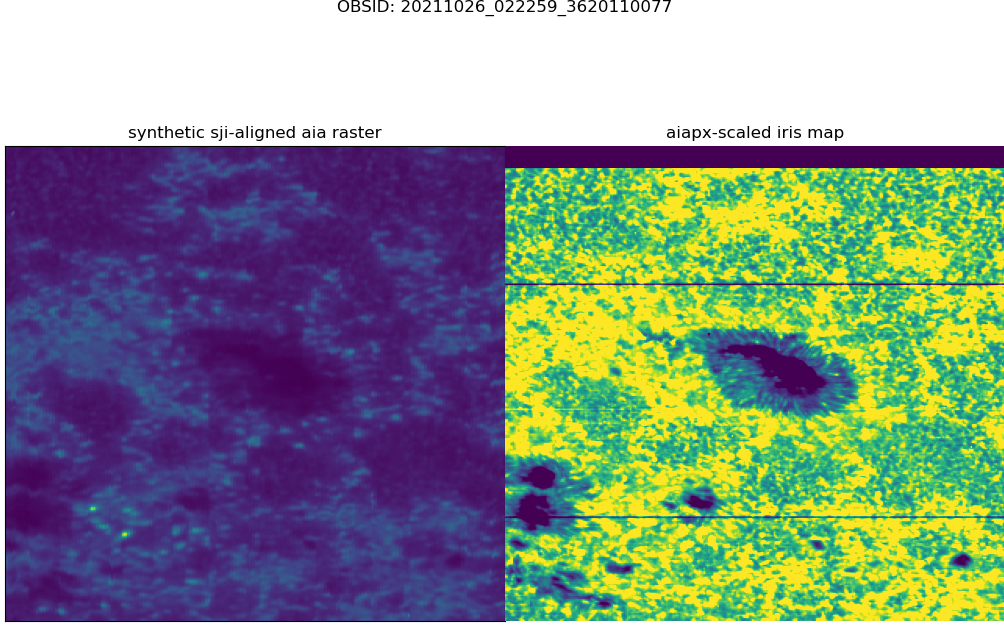 OBSID: 20211026_022259_3620110077
synthetic sji-aligned aia raster
aiapx-scaled iris map